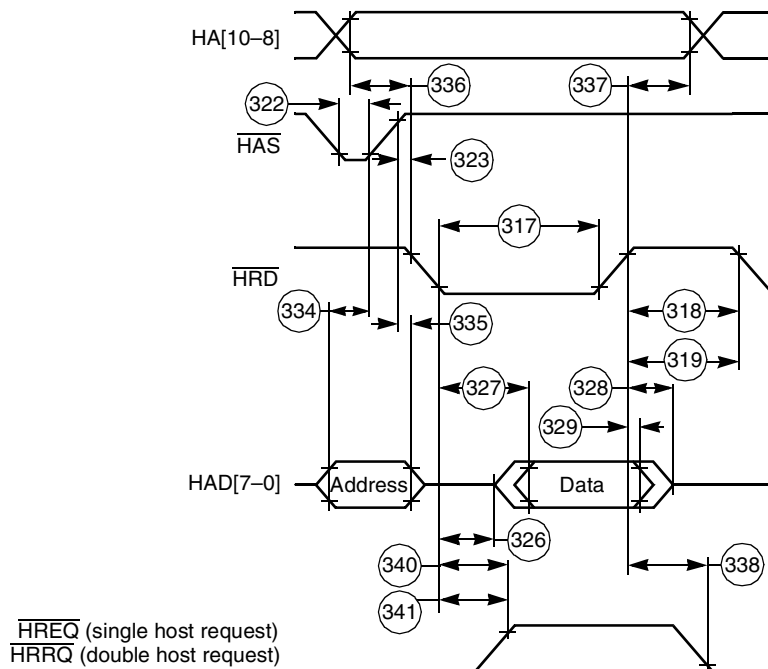 HA[10–8]
336
337
322
HAS
323
317
HRD
334
335
318
319
327
328
329
HAD[7–0]
Address
Data
326
340
338
341
HREQ (single host request)
HRRQ (double host request)